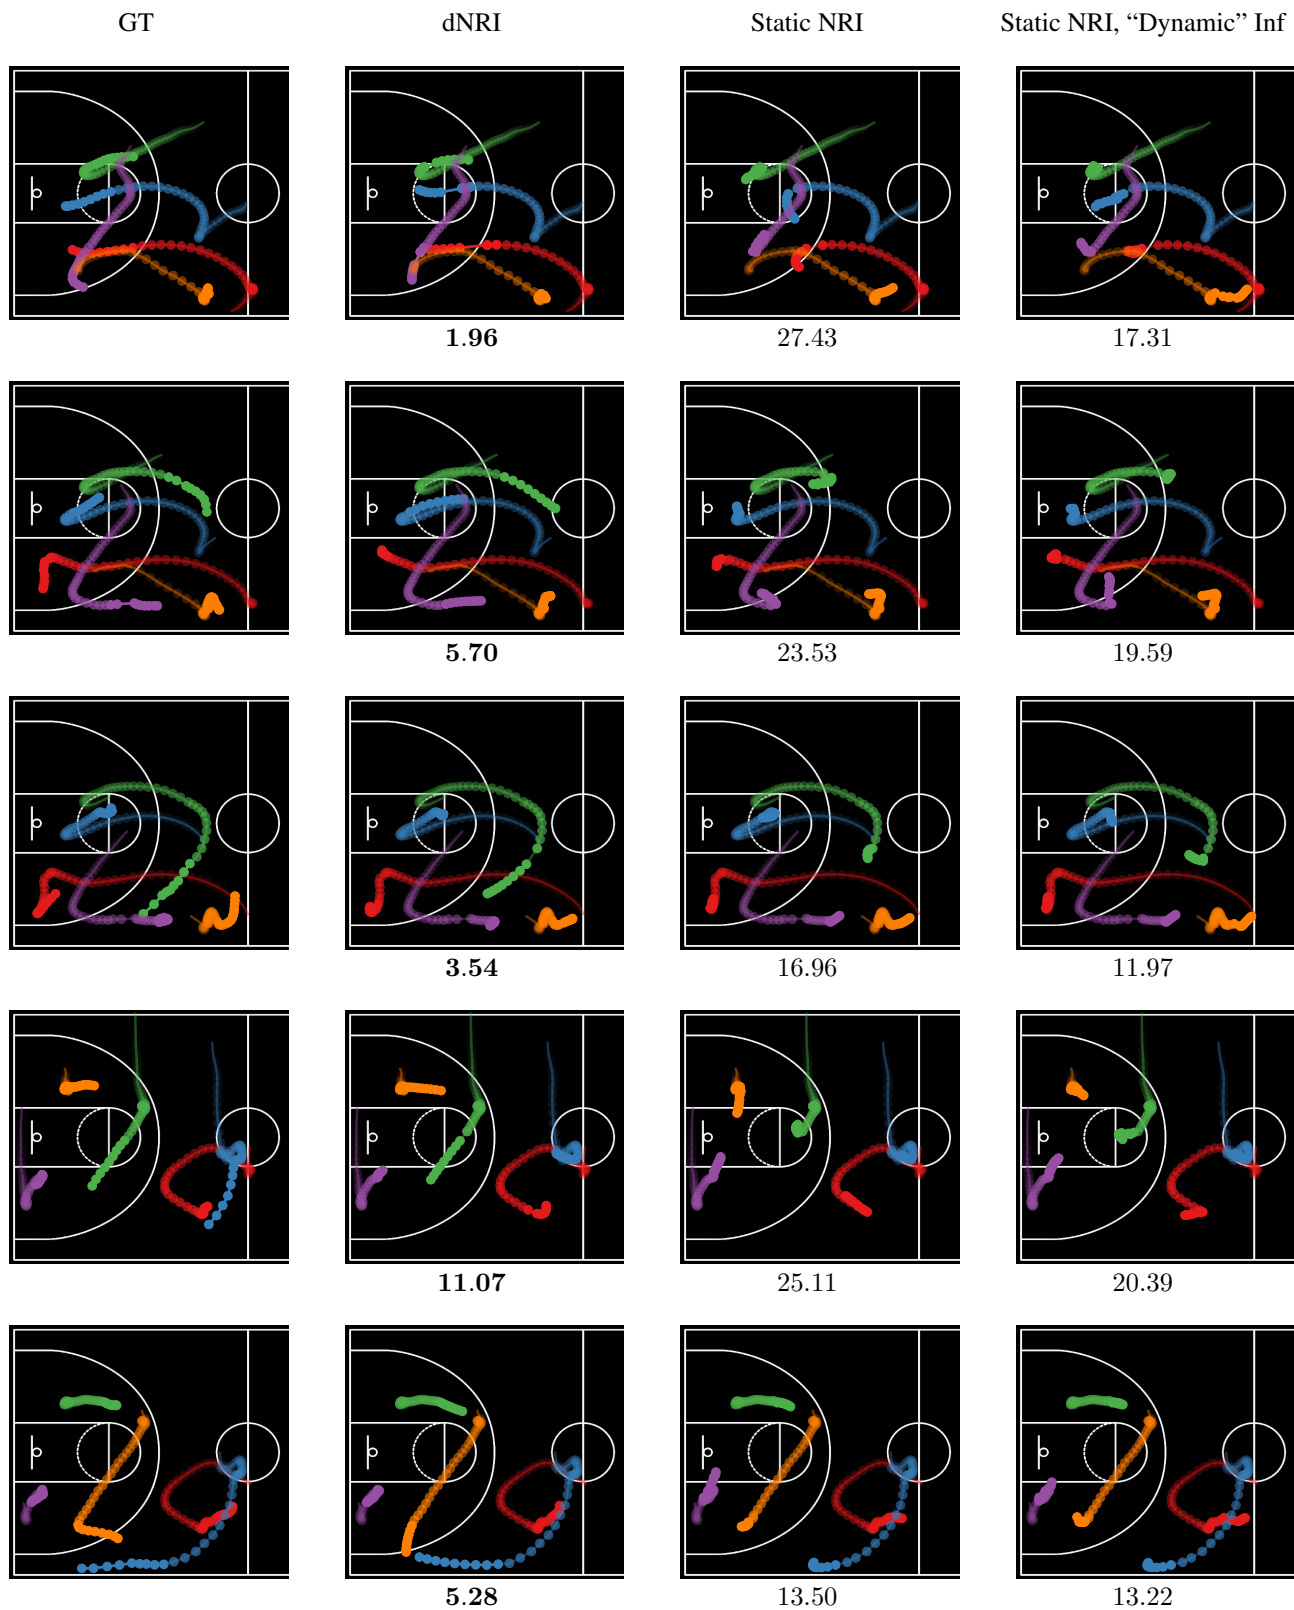 GT dNRI Static NRI Static NRI, “Dynamic” Inf
1.96 27.43 17.31
5.70 23.53 19.59
3.54 16.96 11.97
11.07 25.11 20.39
5.28 13.50 13.22